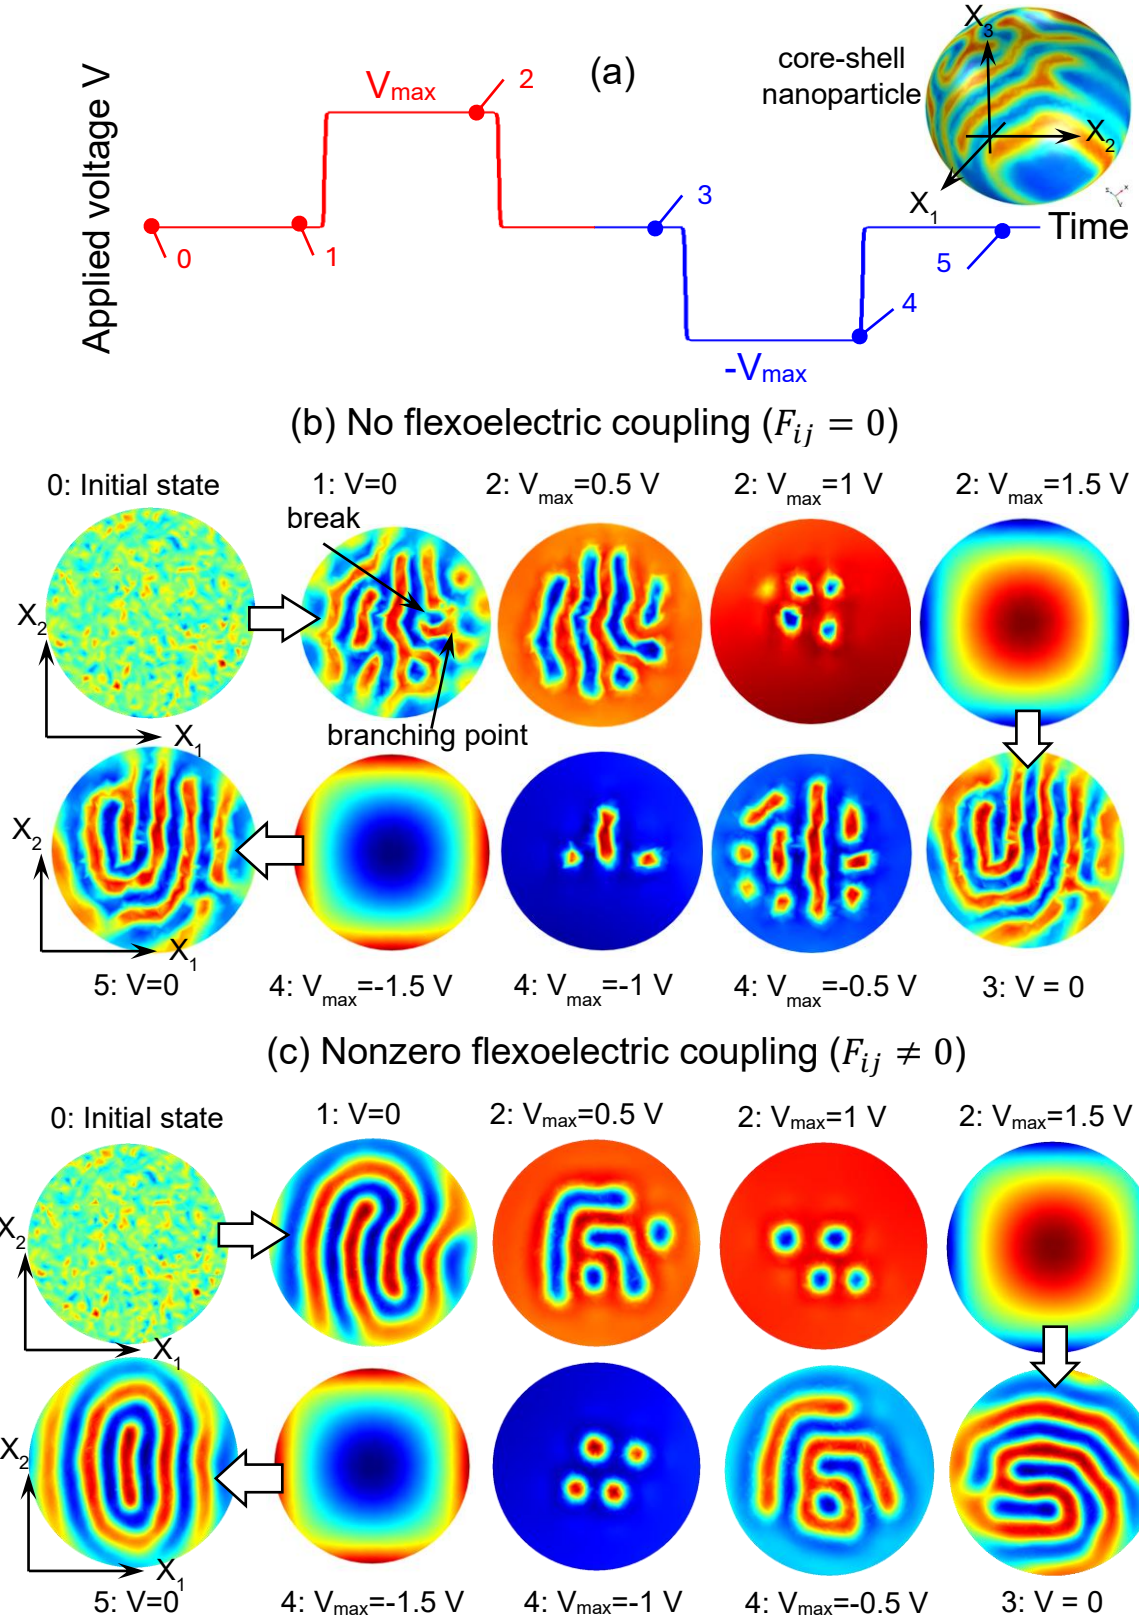 (a)
X3
core-shell
nanoparticle
X2
X1
Applied voltage V
Vmax
2
0
1
3
Time
5
4
-Vmax
(b) No flexoelectric coupling (Fij = 0)
0: Initial state
1: V=0
2: Vmax=0.5 V
2: Vmax=1 V
2: Vmax=1.5 V
break
X2
X1
branching point
X2
X1
5: V=0
4: Vmax=-1.5 V
4: Vmax=-1 V
4: Vmax=-0.5 V
3: V = 0
(c) Nonzero flexoelectric coupling (Fij ≠ 0)
0: Initial state
1: V=0
2: Vmax=0.5 V
2: Vmax=1 V
2: Vmax=1.5 V
X2
X1
X2
X1
5: V=0
4: Vmax=-1.5 V
4: Vmax=-1 V
4: Vmax=-0.5 V
3: V = 0